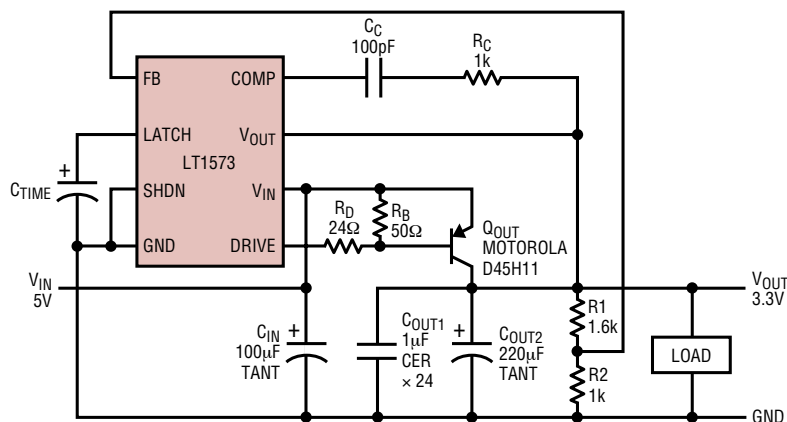 C_C
100pF
R_C
1k
FB
COMP
LATCH
V_OUT
LT1573
C_TIME
+
SHDN
V_IN
GND
DRIVE
R_D
24Ω
R_B
50Ω
Q_OUT
MOTOROLA
D45H11
V_IN
5V
V_OUT
3.3V
C_IN
100μF
TANT
+
C_OUT1
1μF
CER
× 24
+
C_OUT2
220μF
TANT
R1
1.6k
R2
1k
LOAD
GND